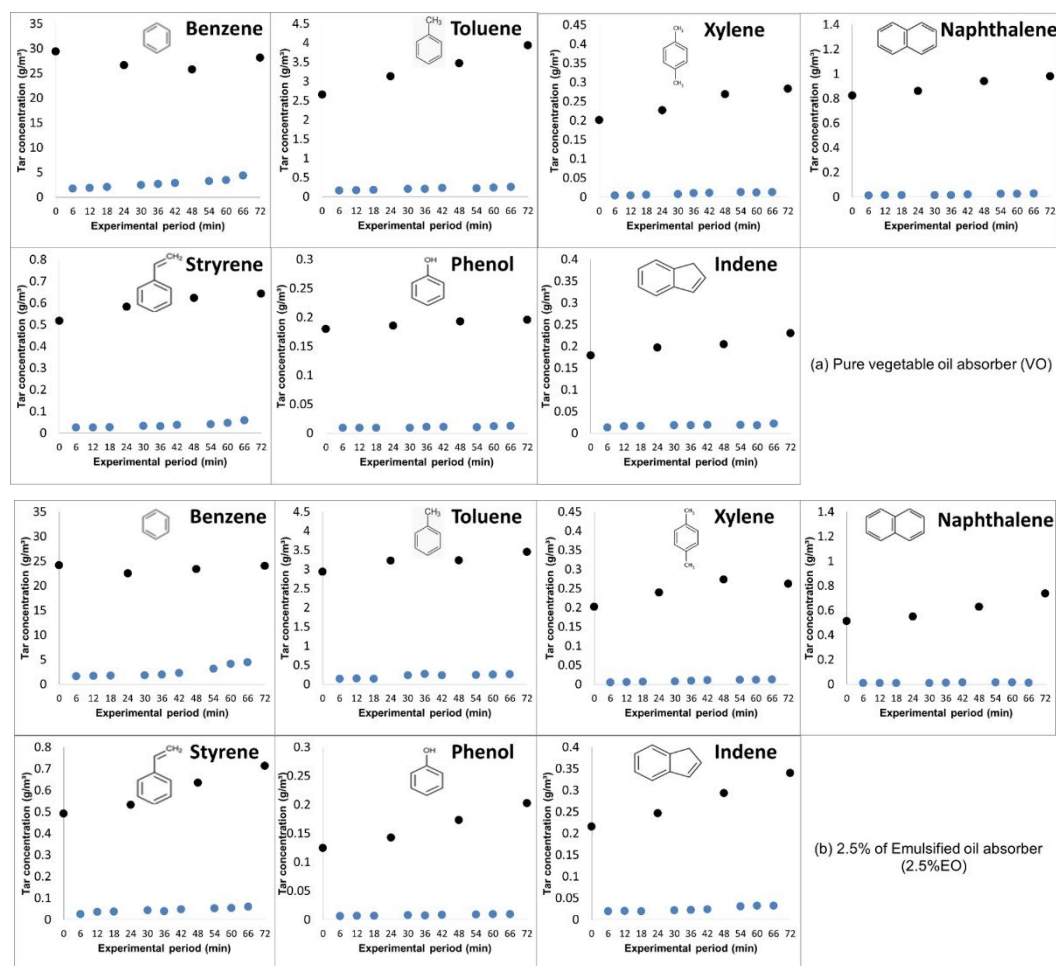 Benzene
Tar concentration (g/m³)
35
30
25
20
15
10
5
0
0 6 12 18 24 30 36 42 48 54 60 66 72
Experimental period (min)
Toluene
CH₃
Tar concentration (g/m³)
4.5
4
3.5
3
2.5
2
1.5
1
0.5
0
0 6 12 18 24 30 36 42 48 54 60 66 72
Experimental period (min)
Xylene
CH₃
CH₃
Tar concentration (g/m³)
0.45
0.4
0.35
0.3
0.25
0.2
0.15
0.1
0.05
0
0 6 12 18 24 30 36 42 48 54 60 66 72
Experimental period (min)
Naphthalene
Tar concentration (g/m³)
1.4
1.2
1
0.8
0.6
0.4
0.2
0
0 6 12 18 24 30 36 42 48 54 60 66 72
Experimental period (min)
Stryrene
CH₂
Tar concentration (g/m³)
0.8
0.7
0.6
0.5
0.4
0.3
0.2
0.1
0
0 6 12 18 24 30 36 42 48 54 60 66 72
Experimental period (min)
Phenol
OH
Tar concentration (g/m³)
0.3
0.25
0.2
0.15
0.1
0.05
0
0 6 12 18 24 30 36 42 48 54 60 66 72
Experimental period (min)
Indene
Tar concentration (g/m³)
0.4
0.35
0.3
0.25
0.2
0.15
0.1
0.05
0
0 6 12 18 24 30 36 42 48 54 60 66 72
Experimental period (min)
(a) Pure vegetable oil absorber (VO)
Benzene
Tar concentration (g/m³)
35
30
25
20
15
10
5
0
0 6 12 18 24 30 36 42 48 54 60 66 72
Experimental period (min)
Toluene
CH₃
Tar concentration (g/m³)
4.5
4
3.5
3
2.5
2
1.5
1
0.5
0
0 6 12 18 24 30 36 42 48 54 60 66 72
Experimental period (min)
Xylene
CH₃
CH₃
Tar concentration (g/m³)
0.45
0.4
0.35
0.3
0.25
0.2
0.15
0.1
0.05
0
0 6 12 18 24 30 36 42 48 54 60 66 72
Experimental period (min)
Naphthalene
Tar concentration (g/m³)
1.4
1.2
1
0.8
0.6
0.4
0.2
0
0 6 12 18 24 30 36 42 48 54 60 66 72
Experimental period (min)
Styrene
CH₂
Tar concentration (g/m³)
0.8
0.7
0.6
0.5
0.4
0.3
0.2
0.1
0
0 6 12 18 24 30 36 42 48 54 60 66 72
Experimental period (min)
Phenol
OH
Tar concentration (g/m³)
0.3
0.25
0.2
0.15
0.1
0.05
0
0 6 12 18 24 30 36 42 48 54 60 66 72
Experimental period (min)
Indene
Tar concentration (g/m³)
0.4
0.35
0.3
0.25
0.2
0.15
0.1
0.05
0
0 6 12 18 24 30 36 42 48 54 60 66 72
Experimental period (min)
(b) 2.5% of Emulsified oil absorber
(2.5%EO)